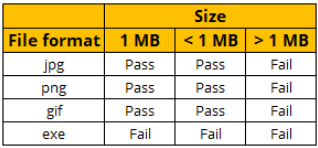 Size
File format 1 MB < 1 MB > 1 MB
jpg Pass Pass Fail
png Pass Pass Fail
gif Pass Pass Fail
exe Fail Fail Fail